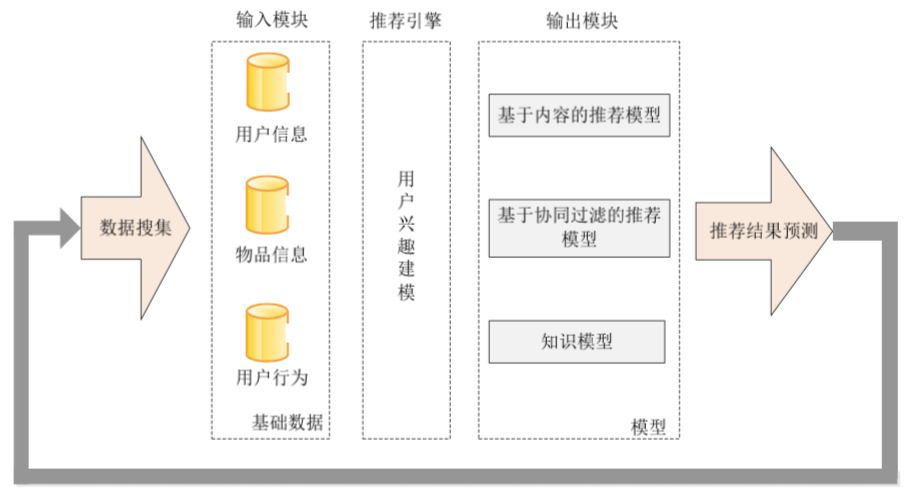 输入模块
推荐引擎
输出模块
用户信息
物品信息
用户行为
基础数据
用户兴趣建模
基于内容的推荐模型
基于协同过滤的推荐
模型
知识模型
模型
数据搜集
推荐结果预测